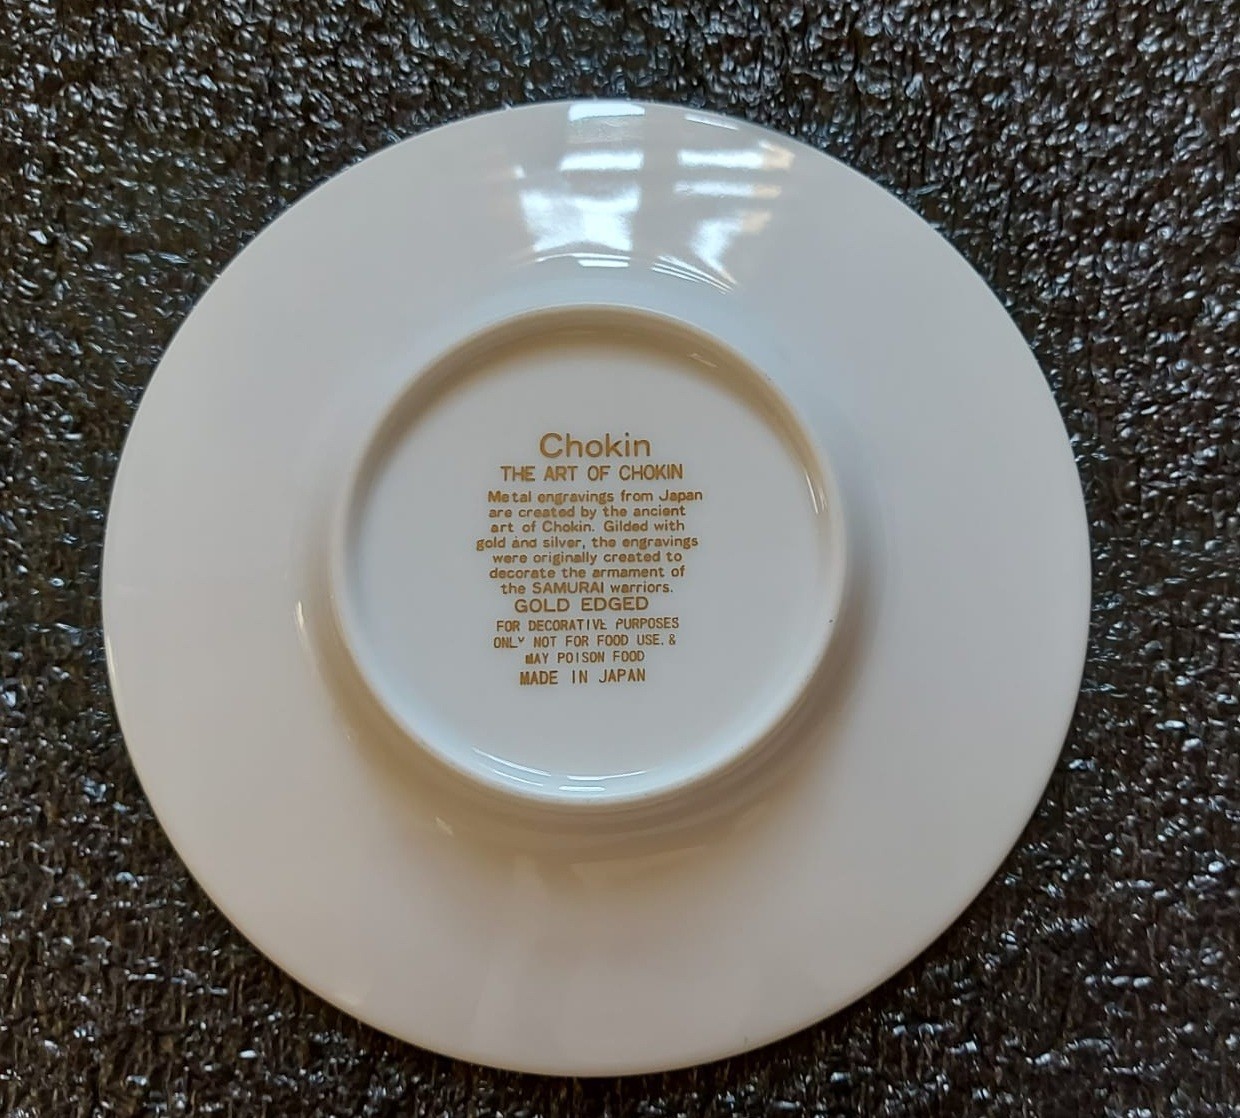 Chokin
THE ART OF CHOKIN
Metal engravings from Japan
are created by the ancient
art of Chokin. Gilded with
gold and silver, the engravings
were originally created to
decorate the armament of
the SAMURAI warriors.
GOLD EDGED
FOR DECORATIVE PURPOSES
ONLY NOT FOR FOOD USE. &
MAY POISON FOOD
MADE IN JAPAN